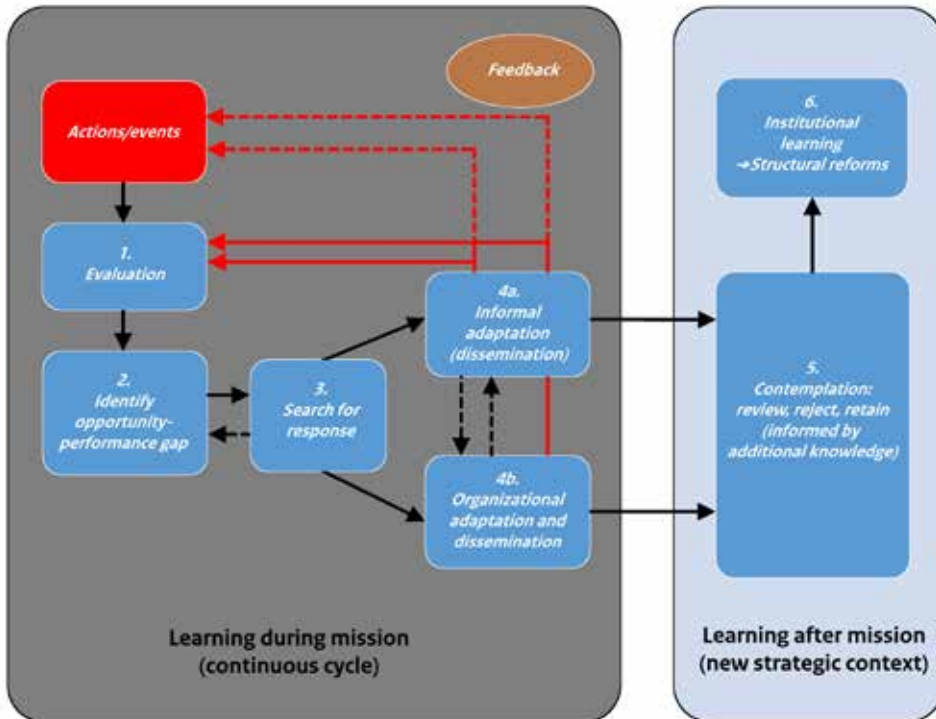 Feedback
Actions/events
1.
Evaluation
2.
Identify
opportunity-
performance gap
3.
Search for
response
4a.
Informal
adaptation
(dissemination)
4b.
Organizational
adaptation and
dissemination
Learning during mission
(continuous cycle)
6.
Institutional
learning
→Structural reforms
5.
Contemplation:
review, reject, retain
(informed by
additional knowledge)
Learning after mission
(new strategic context)